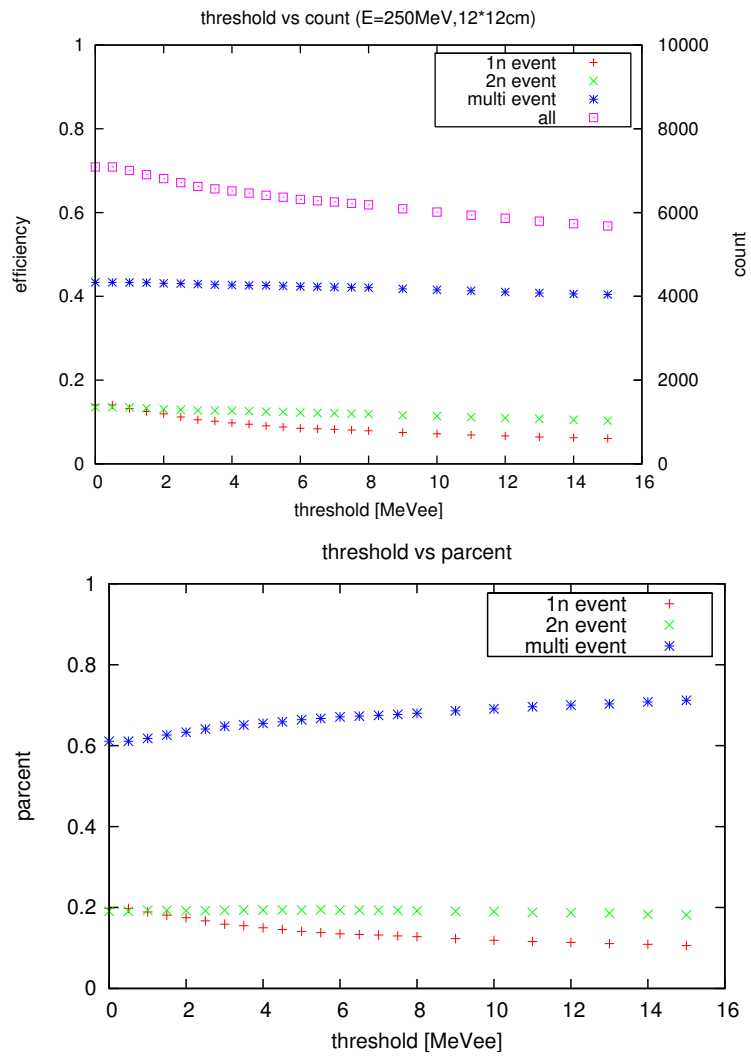 threshold vs count (E=250MeV,12*12cm)
1 10000
1n event
2n event
multi event
all
0.8 8000
0.6 6000
efficiency
count
0.4 4000
0.2 2000
0 0
0 2 4 6 8 10 12 14 16
threshold [MeVee]
threshold vs parcent
1
1n event
2n event
multi event
0.8
0.6
parcent
0.4
0.2
0
0 2 4 6 8 10 12 14 16
threshold [MeVee]